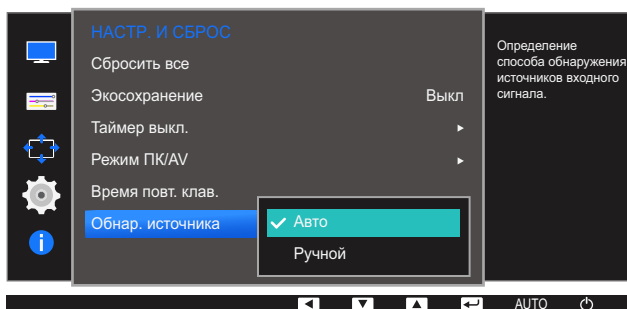 НАСТР. И СБРОС
Сбросить все
Экосохранение Выкл
Таймер выкл.
Режим ПК/AV
Время повт. клав.
Обнар. источника
Авто
Ручной
Определение
способа обнаружения
источников входного
сигнала.
AUTO